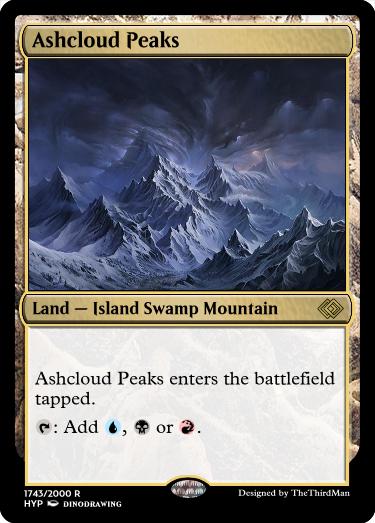 Ashcloud Peaks
Land — Island Swamp Mountain
Ashcloud Peaks enters the battlefield
tapped.
: Add , or .
1743/2000 R
Designed by TheThirdMan
HYP DINODRAWING